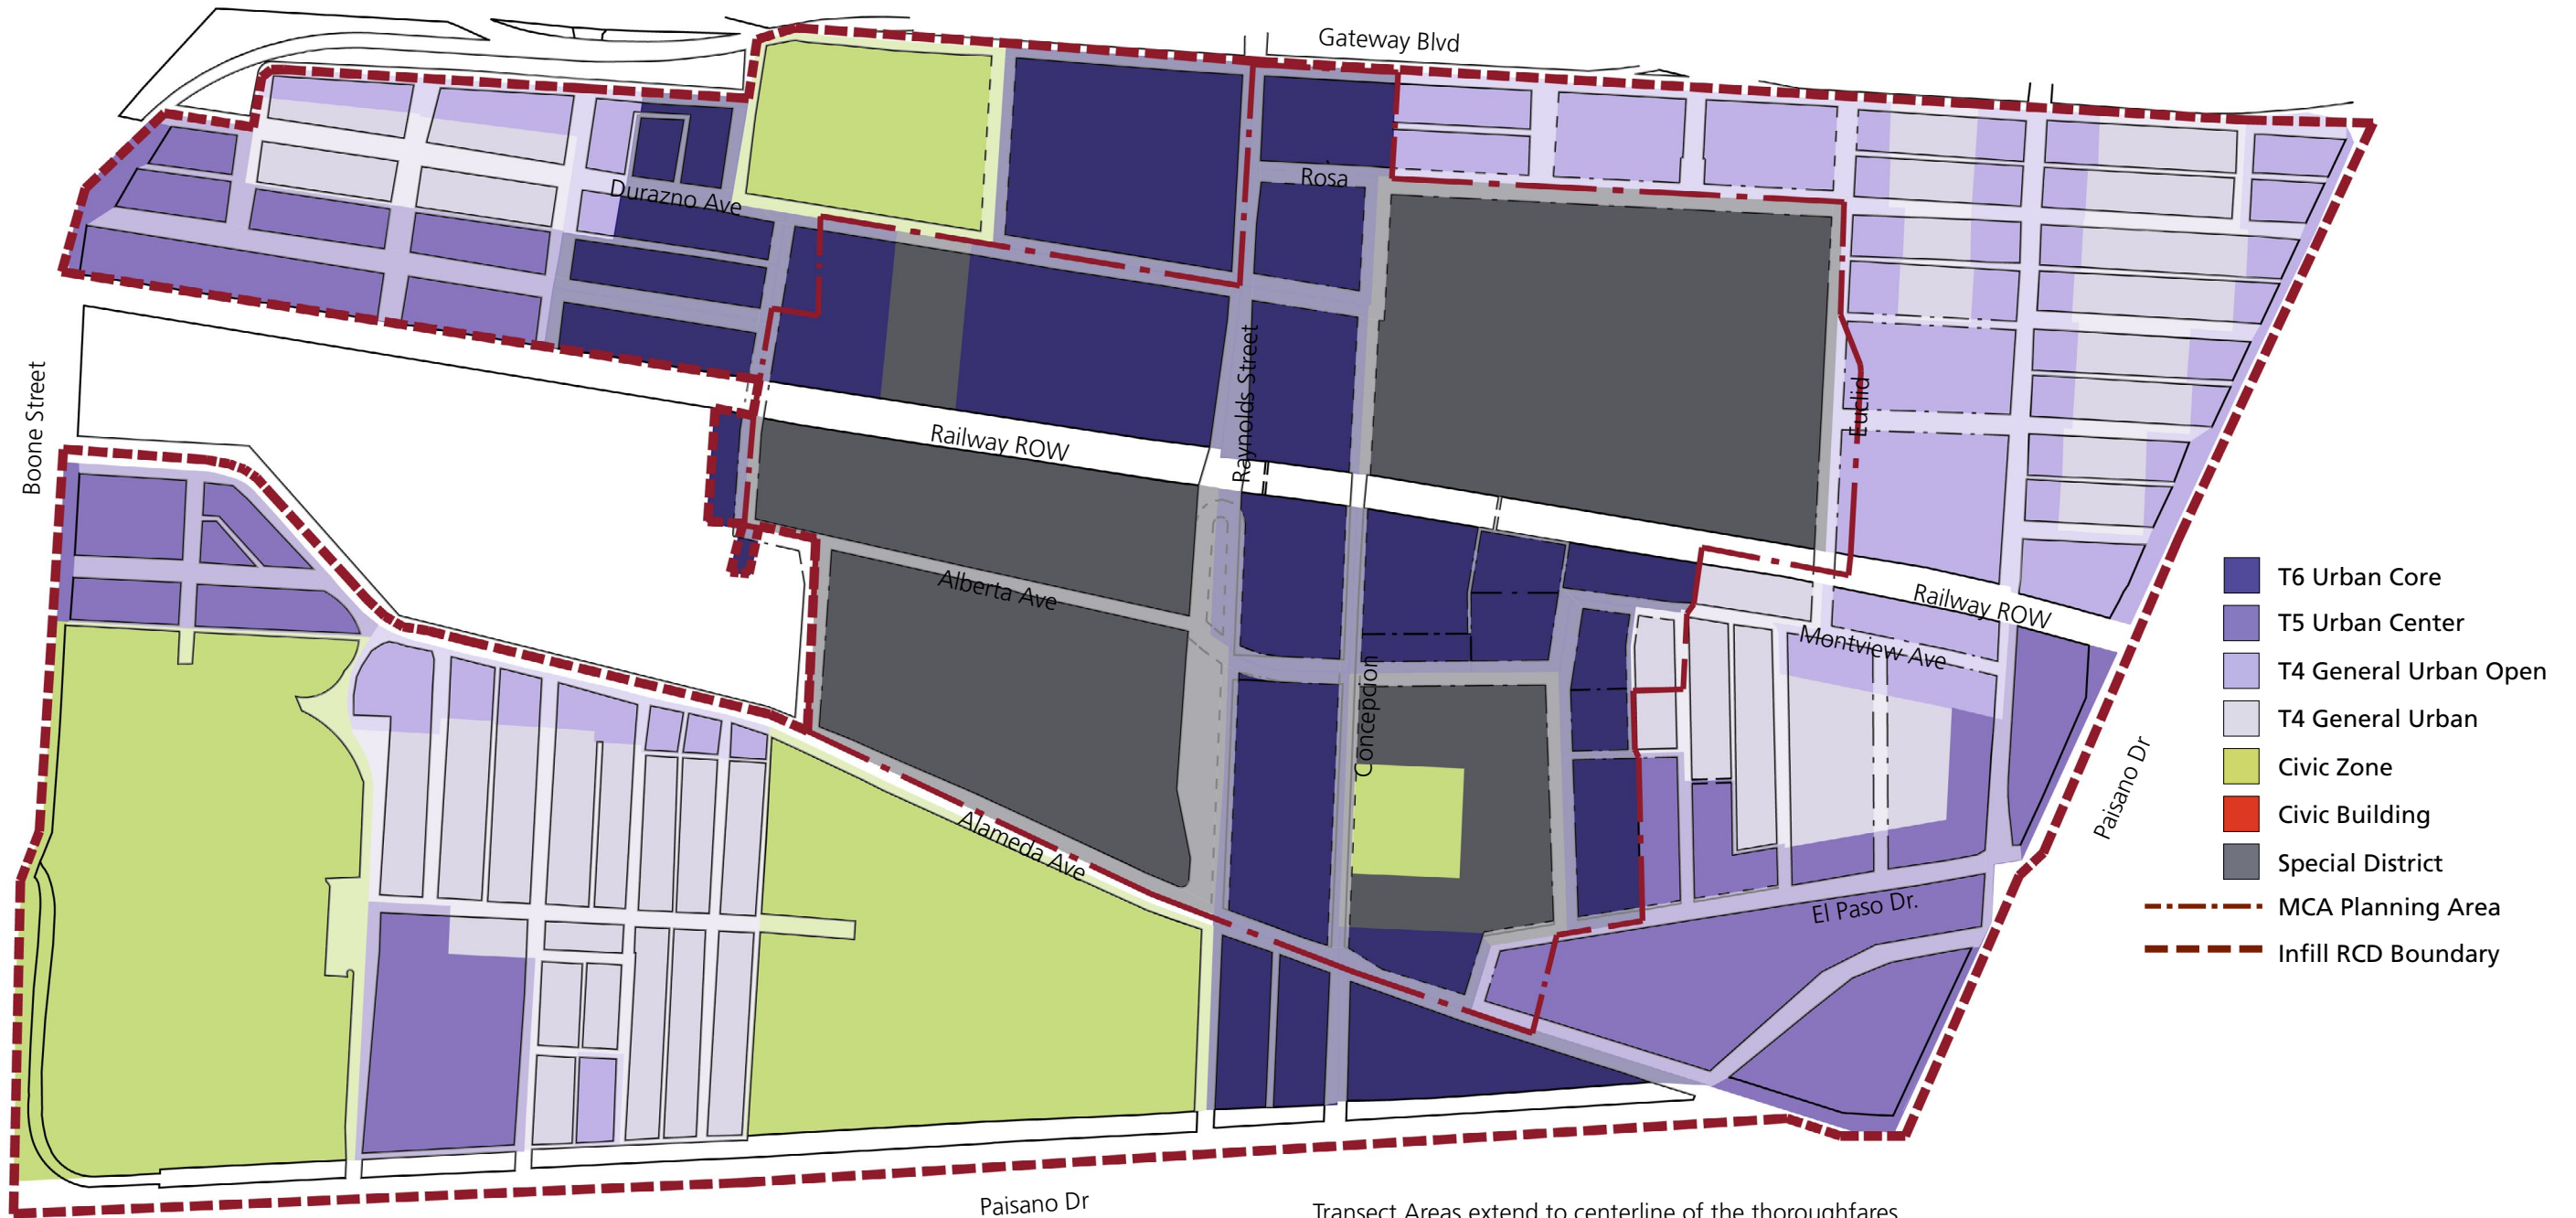 Gateway Blvd
Rosa
Durazno Ave
Raynolds Street
Boone Street
Euclid
Railway ROW
Alberta Ave
Railway ROW
Montview Ave
Concepcion
Paisano Dr
Alameda Ave
El Paso Dr.
Paisano Dr
T6 Urban Core
T5 Urban Center
T4 General Urban Open
T4 General Urban
Civic Zone
Civic Building
Special District
MCA Planning Area
Infill RCD Boundary
Transect Areas extend to centerline of the thoroughfares